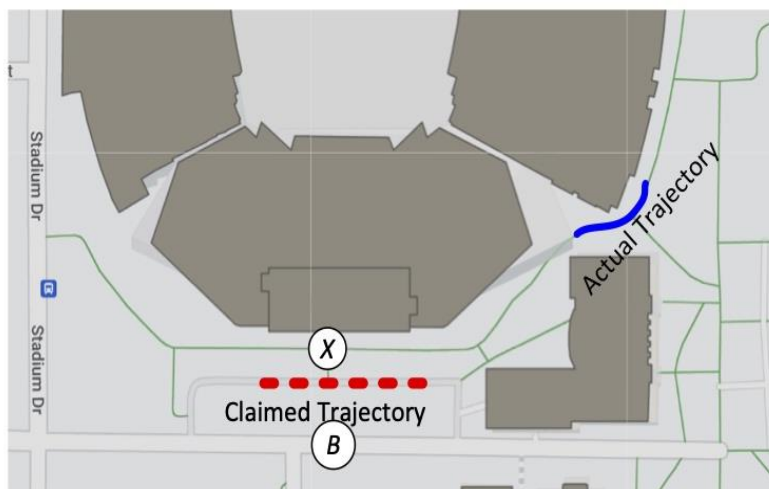 t
Stadium Dr
Actual Trajectory
Stadium Dr
X
Claimed Trajectory
B